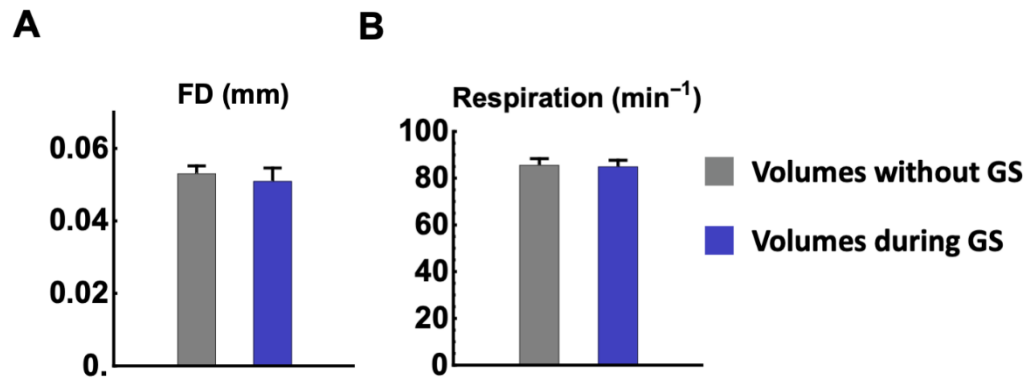 A
B
FD (mm)
0.06
0.04
0.02
0.
Respiration (min⁻¹)
100
80
60
40
20
0
Volumes without GS
Volumes during GS